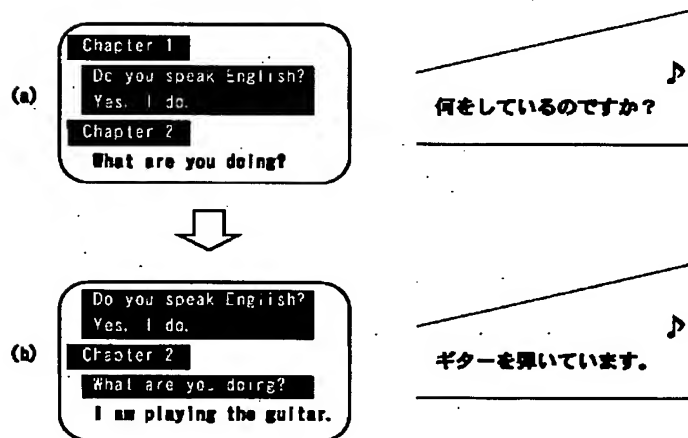 (a)
Chapter 1
Do you speak English?
Yes. I do.
Chapter 2
What are you doing?
何をしているのですか?
(b)
Do you speak English?
Yes. I do.
Chapter 2
What are you doing?
I am playing the guitar.
ギターを弾いています。